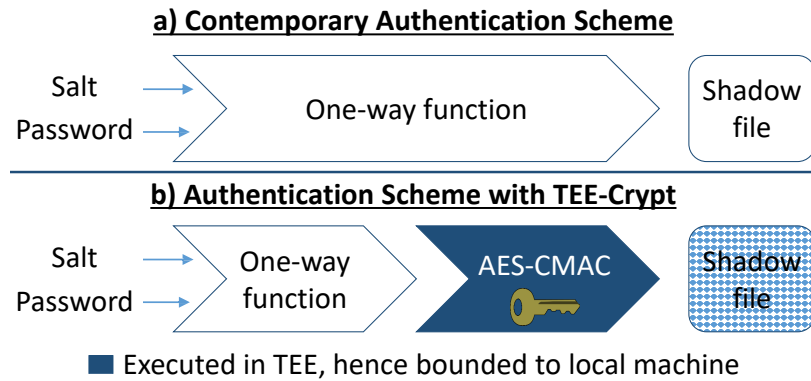 a) Contemporary Authentication Scheme
Salt
Password
One-way function
Shadow
file
b) Authentication Scheme with TEE-Crypt
Salt
Password
One-way
function
AES-CMAC
Shadow
file
Executed in TEE, hence bounded to local machine